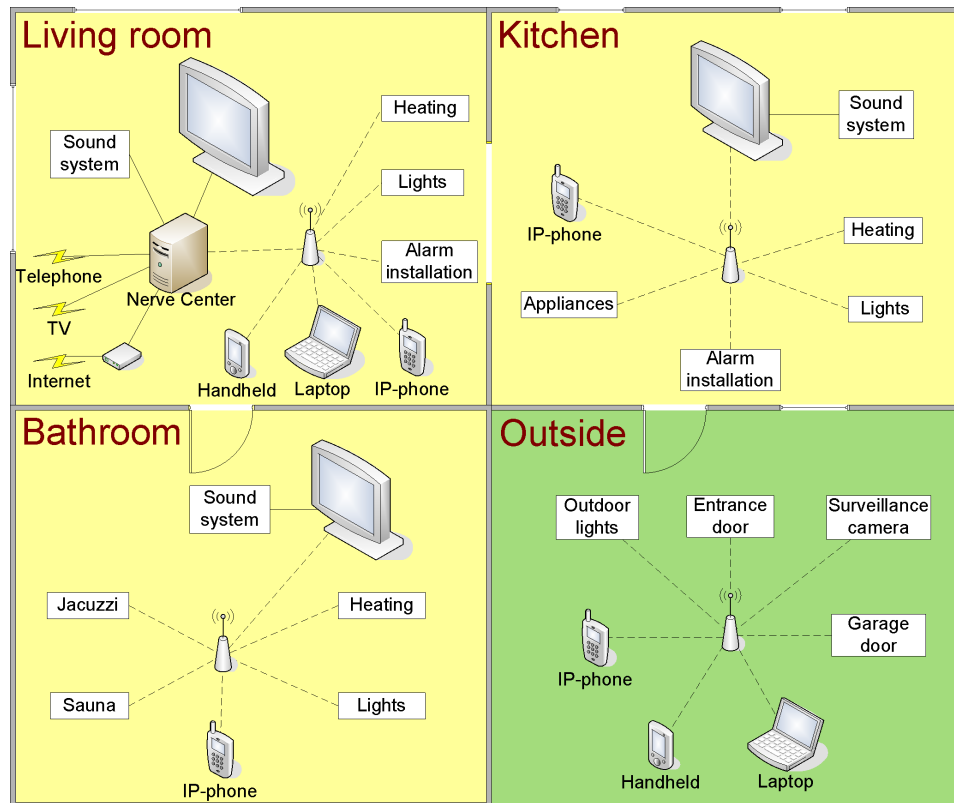 Living room
Heating
Sound
system
Lights
Alarm
installation
Telephone
Nerve Center
TV
Internet
Handheld
Laptop
IP-phone
Kitchen
Sound
system
IP-phone
Heating
Appliances
Lights
Alarm
installation
Bathroom
Sound
system
Jacuzzi
Heating
Sauna
Lights
IP-phone
Outside
Outdoor
lights
Entrance
door
Surveillance
camera
Garage
door
IP-phone
Handheld
Laptop